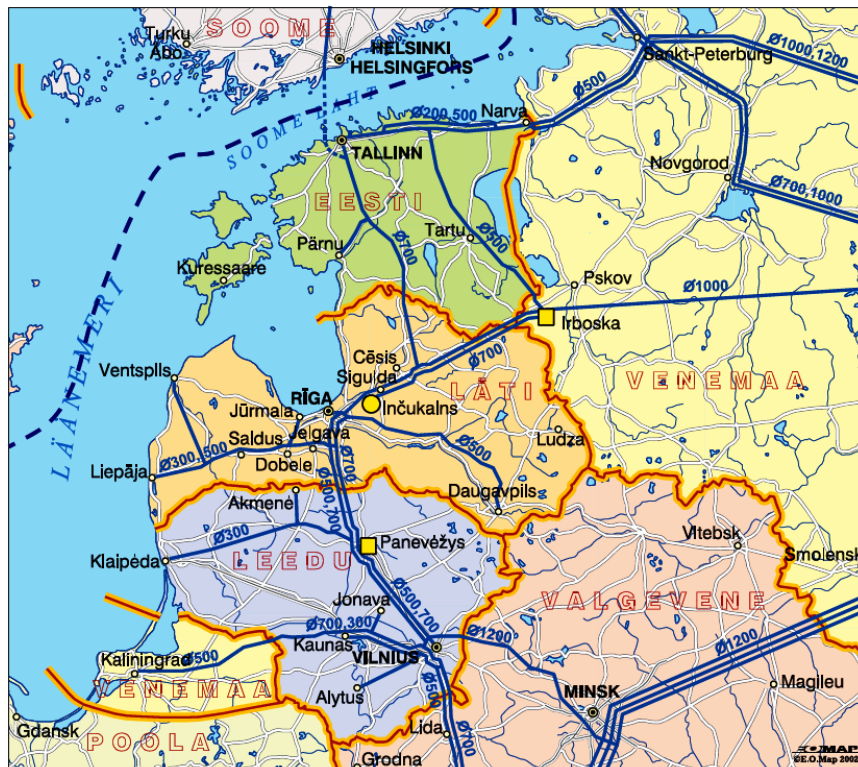 SOOME
Turku
Åbo
HELSINKI
HELSINGFORS
Sankt-Peterburg
Ø1000,1200
Ø500
Ø200,500
Narva
SOOME LAHT
TALLINN
Novgorod
Ø700,1000
EESTI
Pärnu
Ø700
Tartu
Ø500
Kuressaare
Pskov
Ø1000
Irboska
LÄÄNEMERI
Ventspils
Cēsis
Sigulda
Ø700
LÄTI
VENEMAA
RĪGA
Inčukalns
Jūrmala
Saldus
Jelgava
Dobele
Ø500
Ludza
Ø300,500
Liepāja
Ø700
Ø500,700
Daugavpils
Akmenė
Ø300
Klaipėda
LEEDU
Panevėžys
Vitebsk
Smolensk
Jonava
Ø500,700
VALGEVENE
Ø700,300
Kaunas
VILNIUS
Ø1200
Ø1200
Kaliningrad
Ø500
VENEMAA
Alytus
Ø500
MINSK
Magileu
Gdansk
POOLA
Lida
Ø700
Grodna
E.O.MAP
©E.O.Map 2002